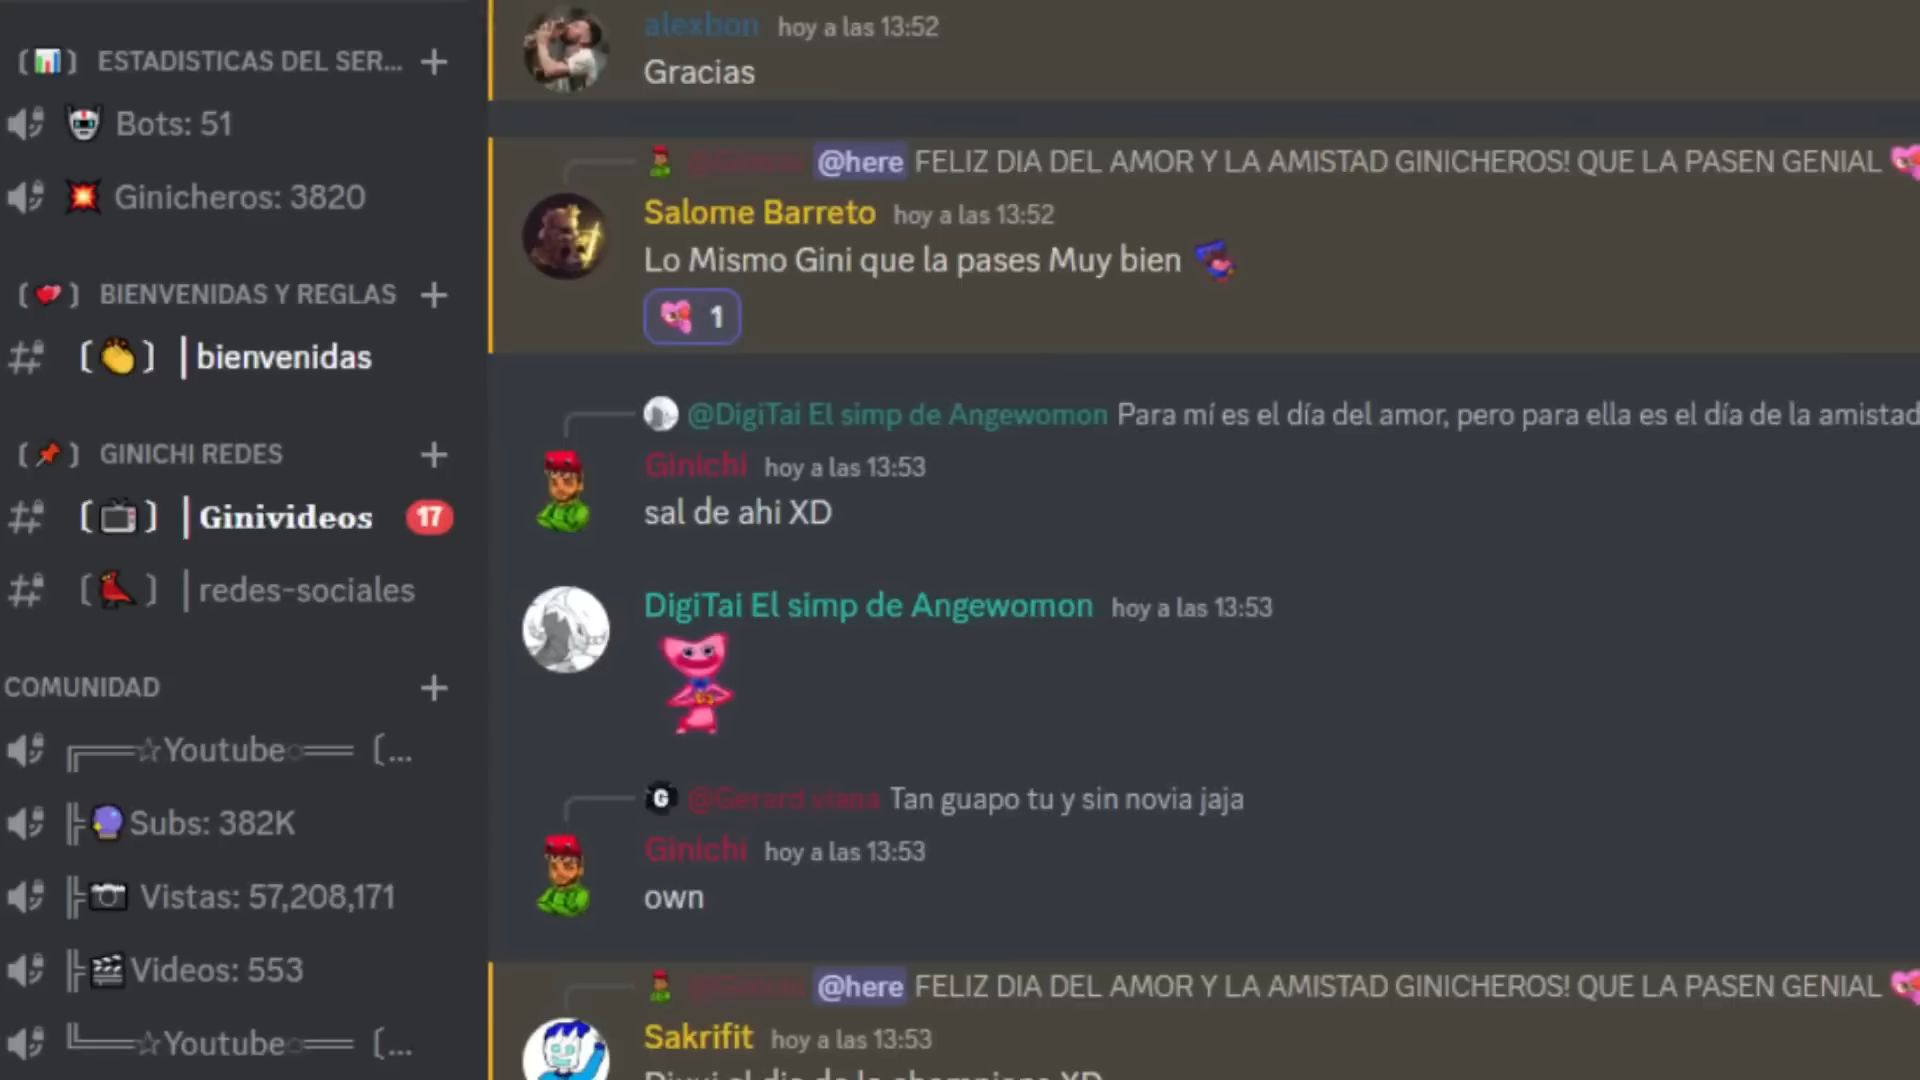 ESTADISTICAS DEL SER...
Bots: 51
Ginicheros: 3820
BIENVENIDAS Y REGLAS
bienvenidas
GINICHI REDES
Ginivideos 17
redes-sociales
COMUNIDAD
╔══☆Youtube○══〔...
╠Subs: 382K
╠Vistas: 57,208,171
╠Videos: 553
╚══☆Youtube○══〔...
alexbon hoy a las 13:52
Gracias
@here FELIZ DIA DEL AMOR Y LA AMISTAD GINICHEROS! QUE LA PASEN GENIAL
Salome Barreto hoy a las 13:52
Lo Mismo Gini que la pases Muy bien
1
@DigiTai El simp de Angewomon Para mí es el día del amor, pero para ella es el día de la amistad
Ginichi hoy a las 13:53
sal de ahi XD
DigiTai El simp de Angewomon hoy a las 13:53
G @Gerard viana Tan guapo tu y sin novia jaja
Ginichi hoy a las 13:53
own
@here FELIZ DIA DEL AMOR Y LA AMISTAD GINICHEROS! QUE LA PASEN GENIAL
Sakrifit hoy a las 13:53